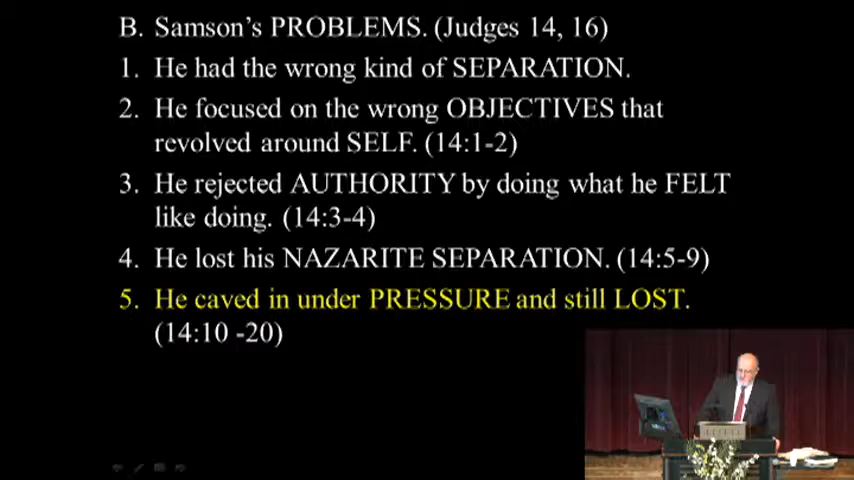 B. Samson's PROBLEMS. (Judges 14, 16)
1. He had the wrong kind of SEPARATION.
2. He focused on the wrong OBJECTIVES that
revolved around SELF. (14:1-2)
3. He rejected AUTHORITY by doing what he FELT
like doing. (14:3-4)
4. He lost his NAZARITE SEPARATION. (14:5-9)
5. He caved in under PRESSURE and still LOST.
(14:10 -20)